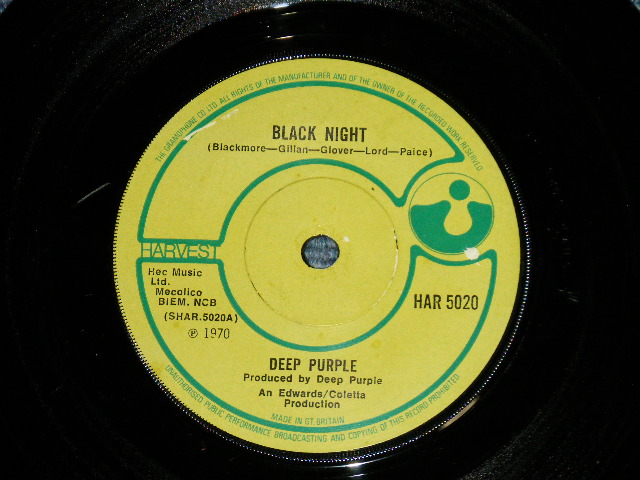 THE GRAMOPHONE CO LTD. ALL RIGHTS OF THE MANUFACTURER AND OF THE OWNER OF THE RECORDED WORK RESERVED
BLACK NIGHT
(Blackmore—Gillan—Glover—Lord—Paice)
HARVEST
Hec Music
Ltd.
Mecolico
BIEM. NCB
(SHAR.5020A)
℗ 1970
HAR 5020
DEEP PURPLE
Produced by Deep Purple
An Edwards/Coletta
Production
MADE IN GT. BRITAIN
UNAUTHORISED PUBLIC PERFORMANCE BROADCASTING AND COPYING OF THIS RECORD PROHIBITED